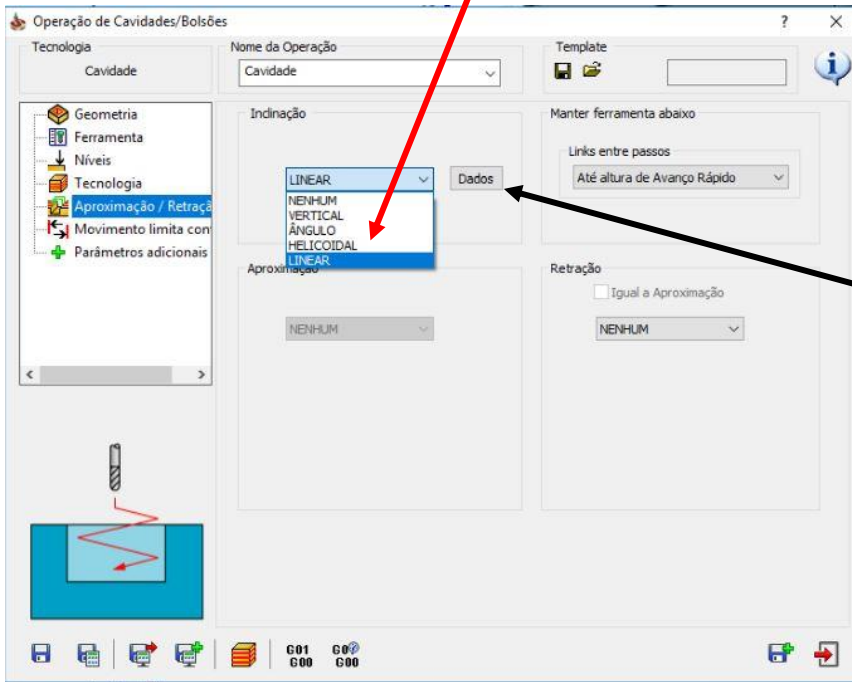 Operação de Cavidades/Bolsões
? X
Tecnologia
Cavidade
Nome da Operação
Cavidade
Template
i
Geometria
Ferramenta
Níveis
Tecnologia
Aproximação / Retraçã
Movimento limita con
Parâmetros adicionais
Inclinação
LINEAR
Dados
NENHUM
VERTICAL
ÂNGULO
HELICOIDAL
LINEAR
Manter ferramenta abaixo
Links entre passos
Até altura de Avanço Rápido
Aproximação
NENHUM
Retração
Igual a Aproximação
NENHUM
G01
G00
G0
G00